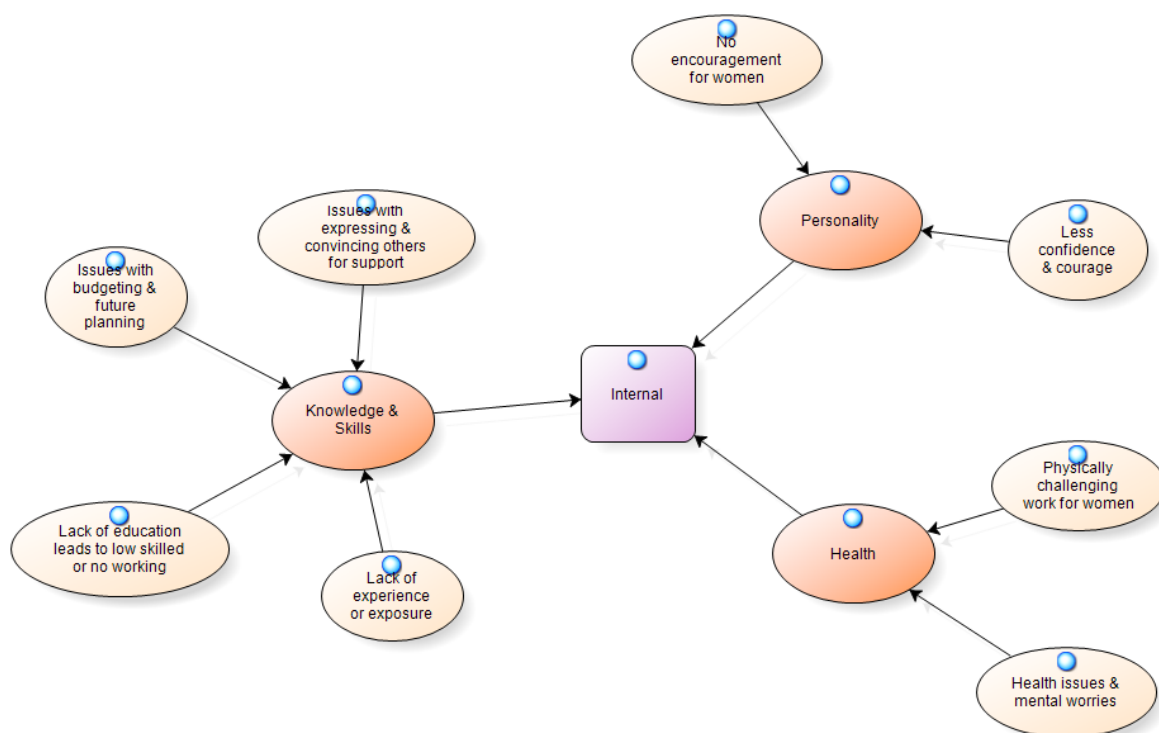 No
encouragement
for women
Personality
Less
confidence
& courage
Issues with
expressing &
convincing others
for support
Issues with
budgeting &
future
planning
Internal
Knowledge &
Skills
Physically
challenging
work for women
Lack of education
leads to low skilled
or no working
Health
Lack of
experience
or exposure
Health issues &
mental worries